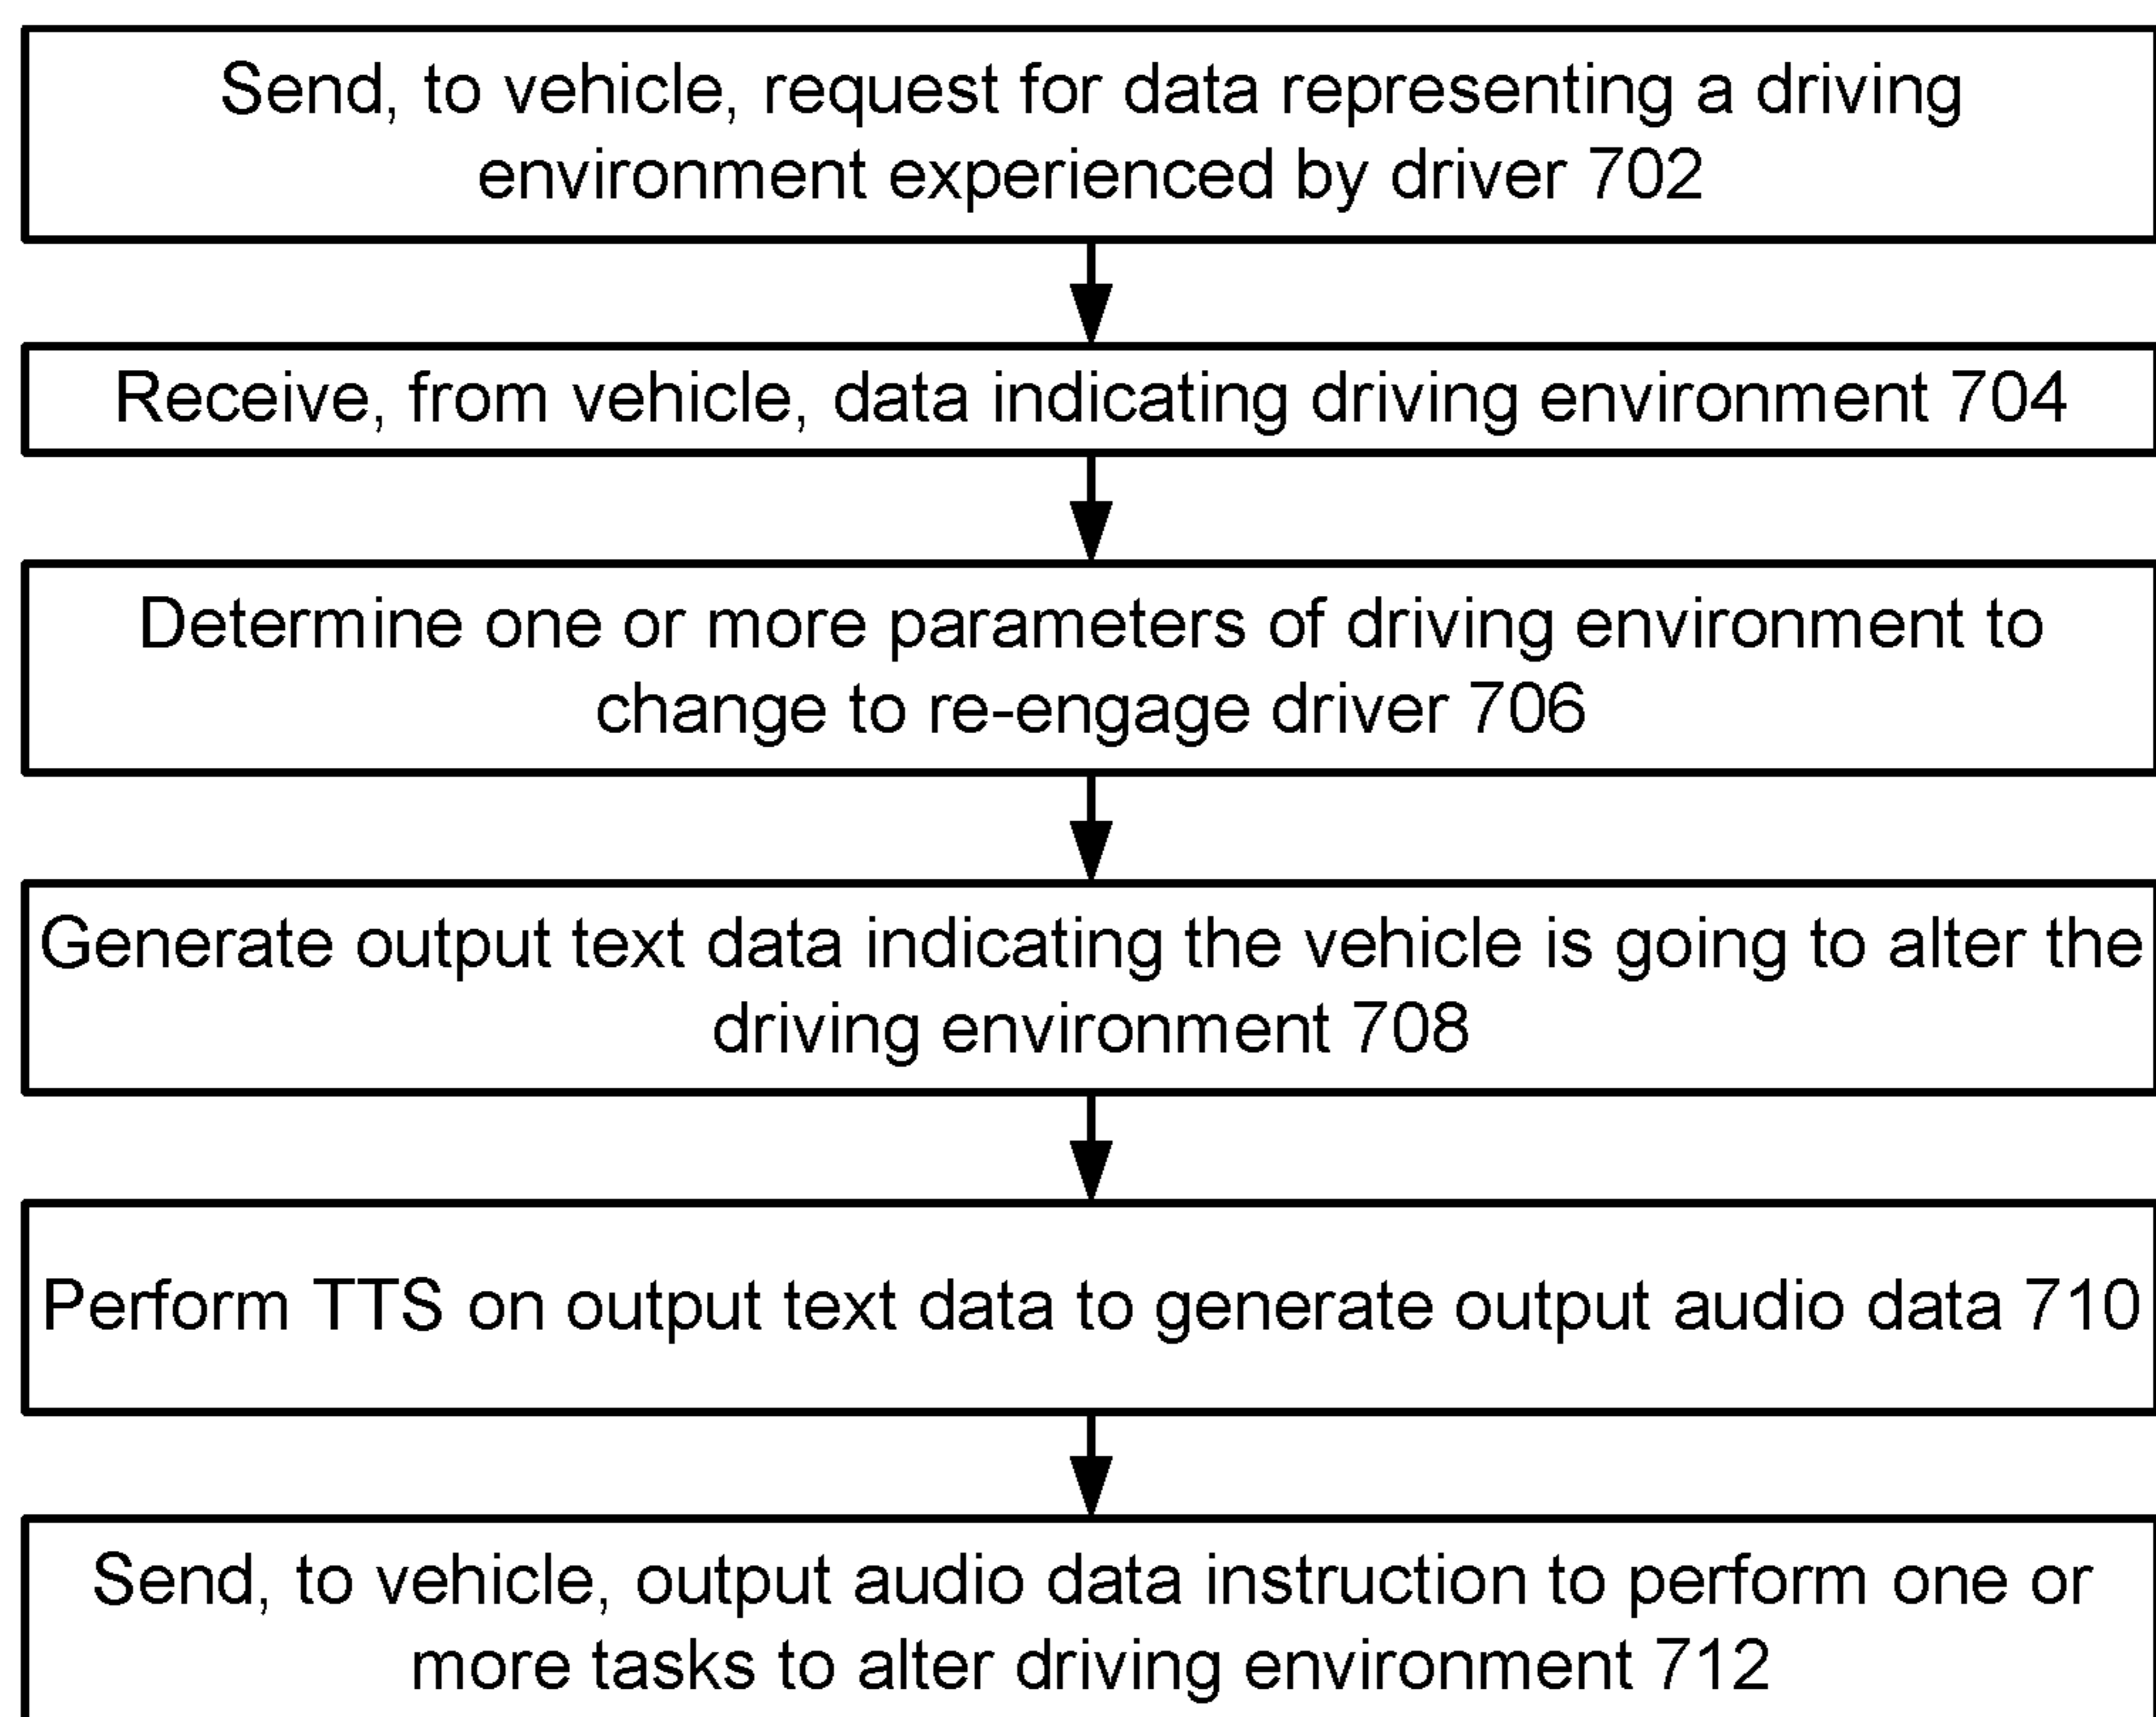 Send, to vehicle, request for data representing a driving
environment experienced by driver 702
Receive, from vehicle, data indicating driving environment 704
Determine one or more parameters of driving environment to
change to re-engage driver 706
Generate output text data indicating the vehicle is going to alter the
driving environment 708
Perform TTS on output text data to generate output audio data 710
Send, to vehicle, output audio data instruction to perform one or
more tasks to alter driving environment 712